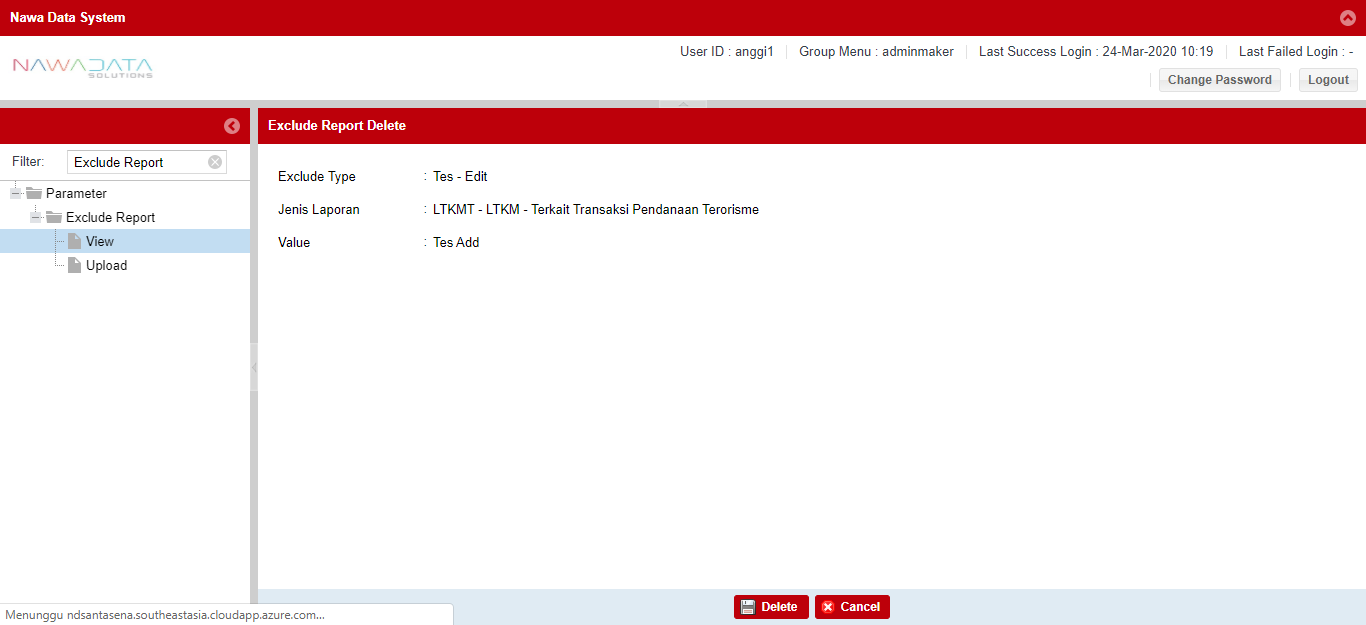 Nawa Data System
NAWADATA
SOLUTIONS
User ID : anggi1 Group Menu : adminmaker Last Success Login : 24-Mar-2020 10:19 Last Failed Login : -
Change Password Logout
Filter: Exclude Report
Parameter
Exclude Report
View
Upload
Exclude Report Delete
Exclude Type : Tes - Edit
Jenis Laporan : LTKMT - LTKM - Terkait Transaksi Pendanaan Terorisme
Value : Tes Add
Delete Cancel
Menunggu ndsantasena.southeastasia.cloudapp.azure.com...